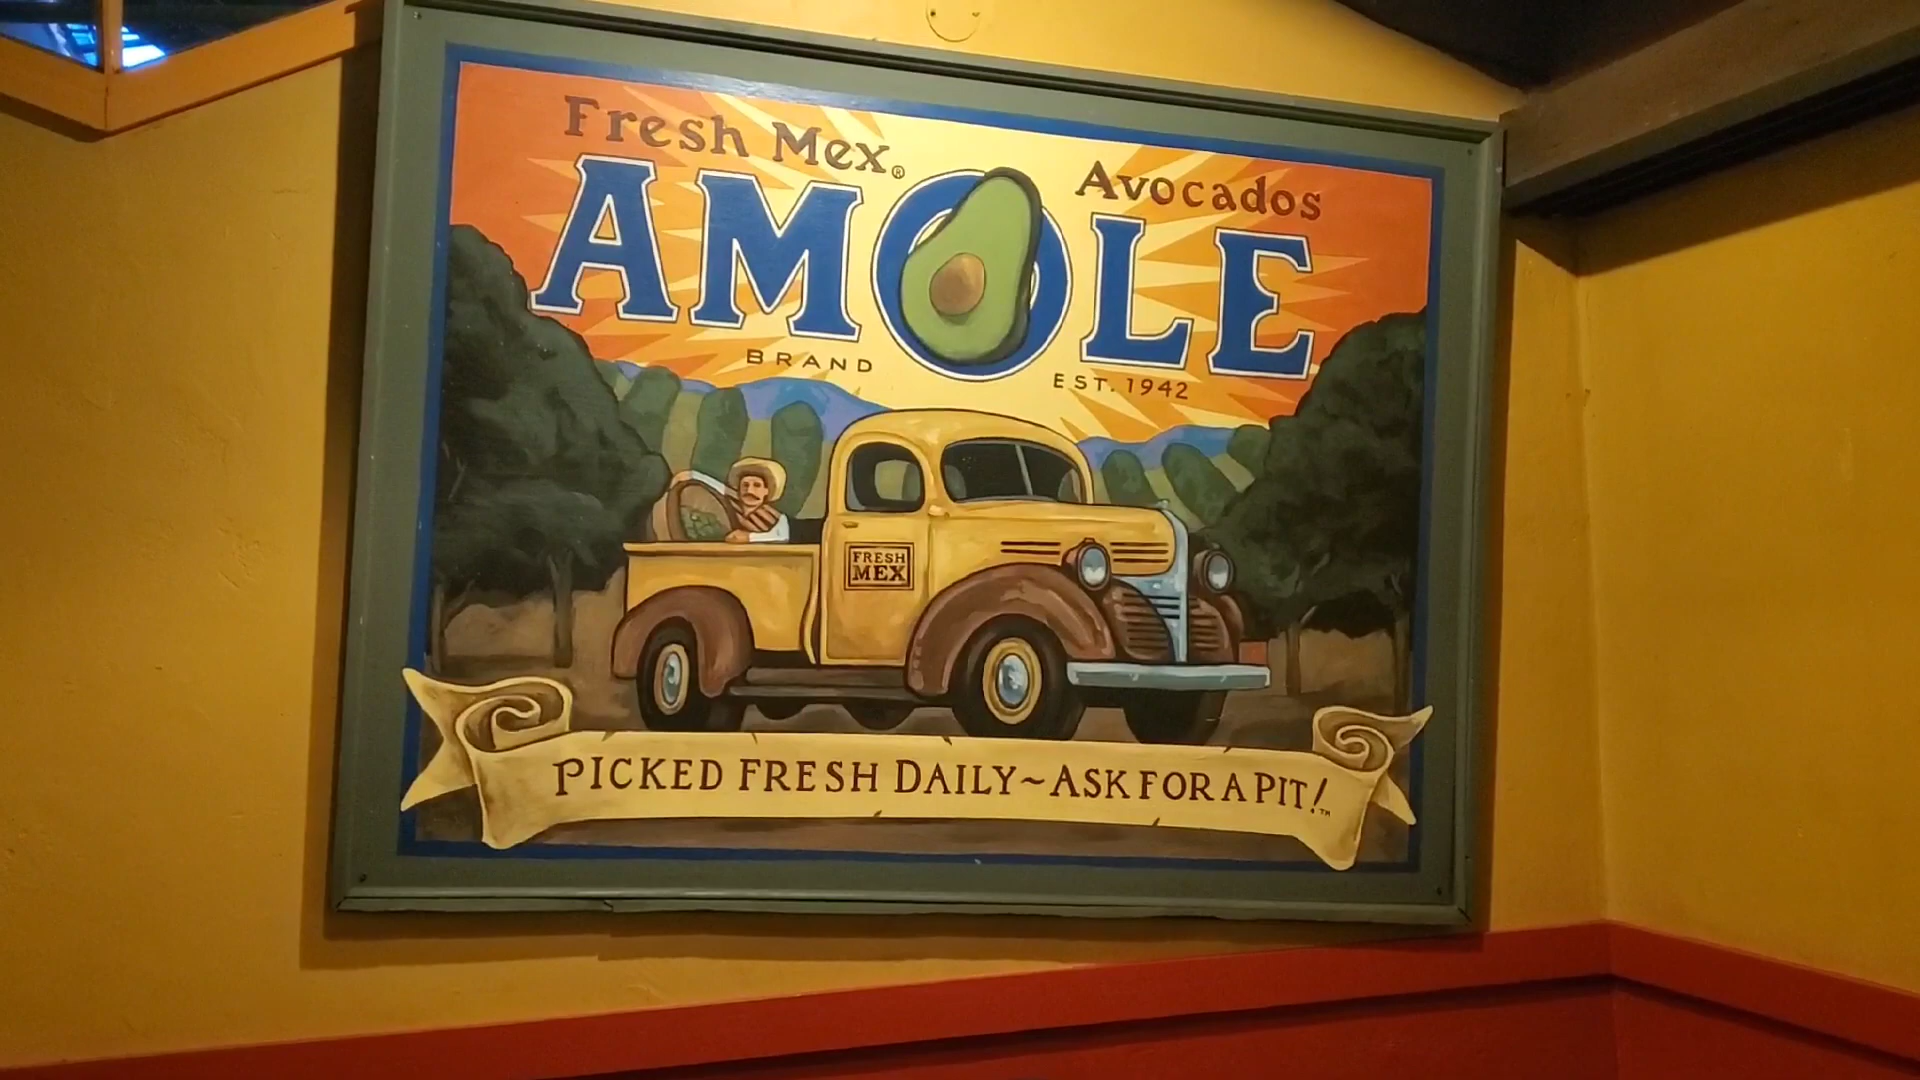 Fresh Mex® Avocados
AMOLE
BRAND EST. 1942
FRESH
MEX
PICKED FRESH DAILY~ASK FOR A PIT!™